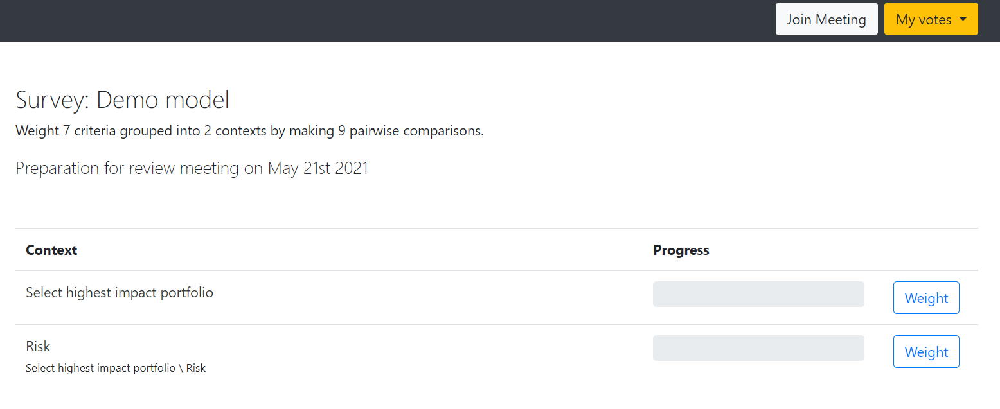 Join Meeting My votes
Survey: Demo model
Weight 7 criteria grouped into 2 contexts by making 9 pairwise comparisons.
Preparation for review meeting on May 21st 2021
Context Progress
Select highest impact portfolio Weight
Risk Weight
Select highest impact portfolio \ Risk